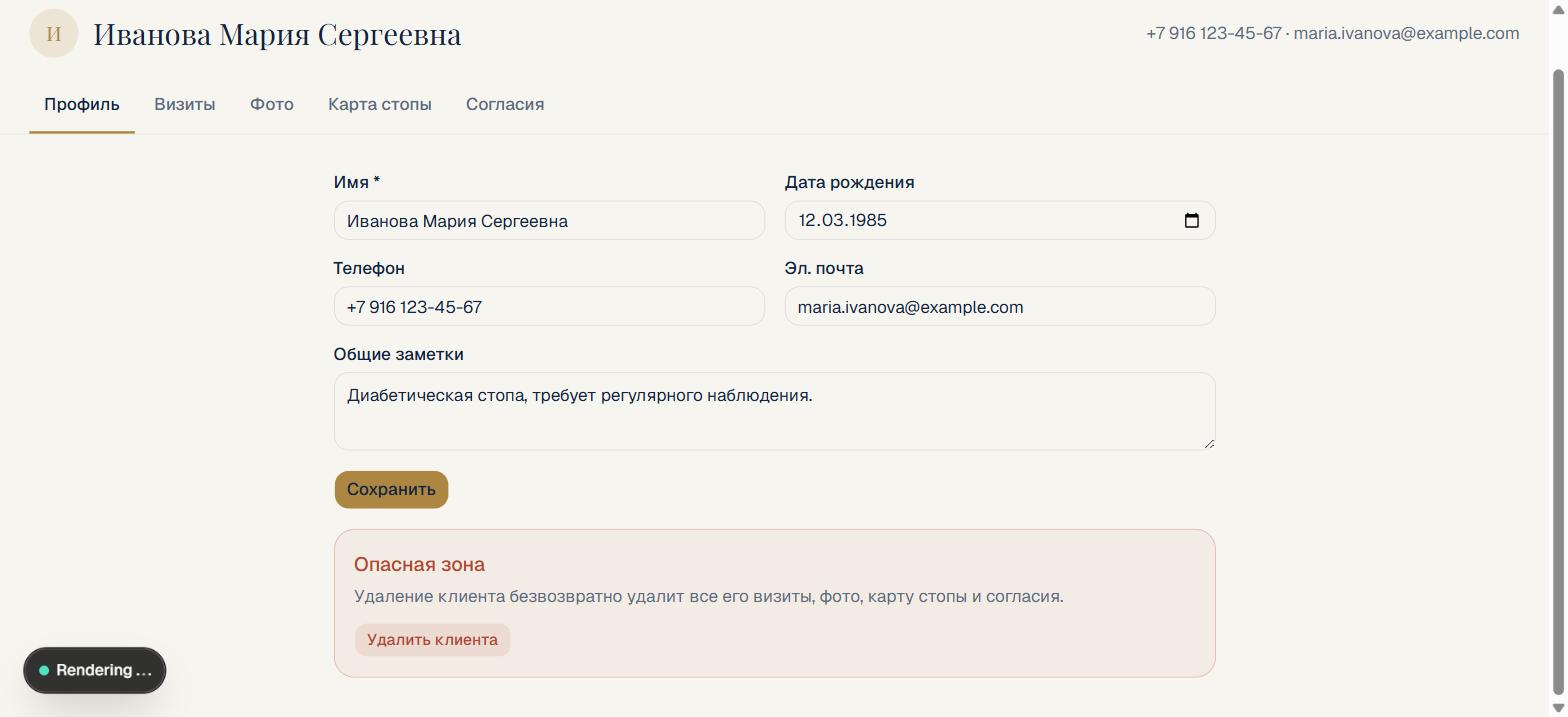 И
Иванова Мария Сергеевна
+7 916 123-45-67 · maria.ivanova@example.com
Профиль Визиты Фото Карта стопы Согласия
Имя * Дата рождения
Иванова Мария Сергеевна 12.03.1985
Телефон Эл. почта
+7 916 123-45-67 maria.ivanova@example.com
Общие заметки
Диабетическая стопа, требует регулярного наблюдения.
Сохранить
Опасная зона
Удаление клиента безвозвратно удалит все его визиты, фото, карту стопы и согласия.
Удалить клиента
Rendering ...